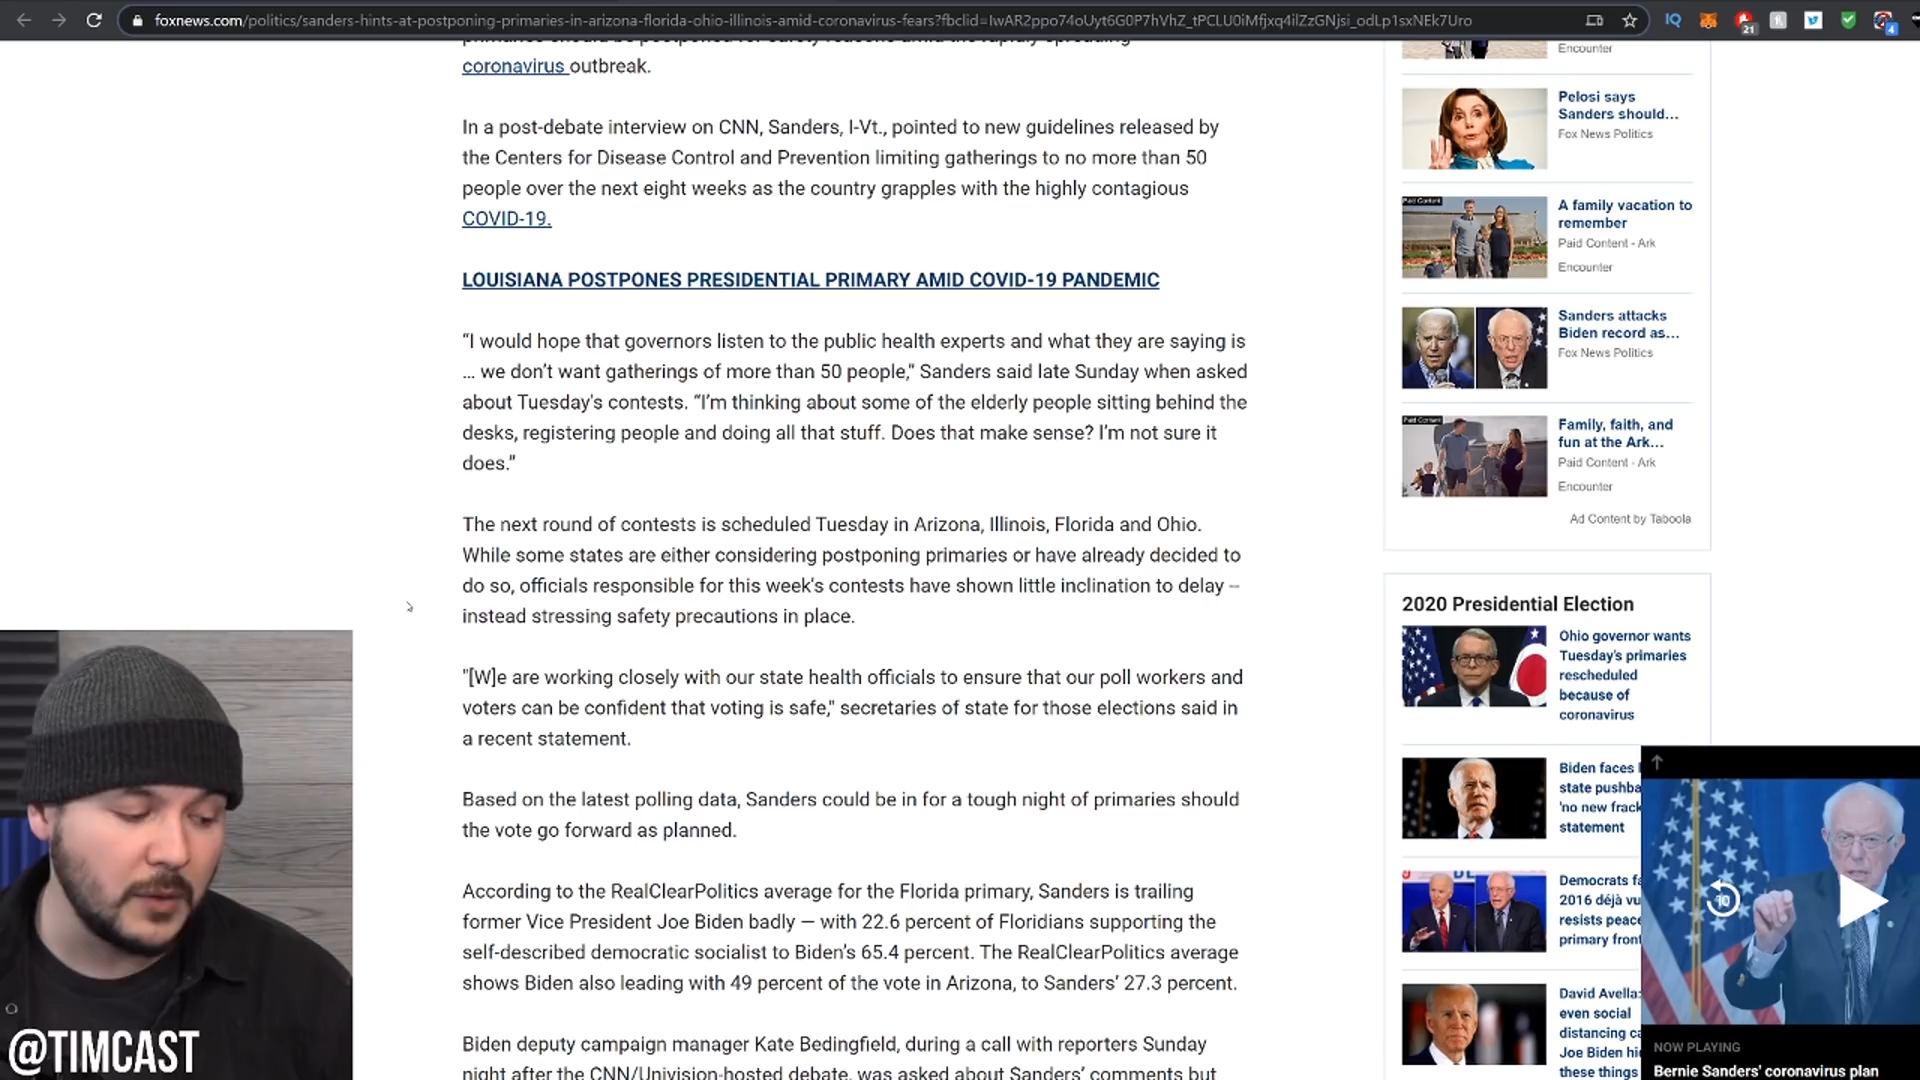 foxnews.com/politics/sanders-hints-at-postponing-primaries-in-arizona-florida-ohio-illinois-amid-coronavirus-fears?fbclid=IwAR2ppo74oUyt6G0P7hVhZ_tPCLU0iMfjxq4ilZzGNjsi_odLp1sxNEk7Uro
IQ
21
4
primaries should be postponed for safety reasons amid the rapidly spreading
coronavirus outbreak.
In a post-debate interview on CNN, Sanders, I-Vt., pointed to new guidelines released by
the Centers for Disease Control and Prevention limiting gatherings to no more than 50
people over the next eight weeks as the country grapples with the highly contagious
COVID-19.
LOUISIANA POSTPONES PRESIDENTIAL PRIMARY AMID COVID-19 PANDEMIC
“I would hope that governors listen to the public health experts and what they are saying is
... we don’t want gatherings of more than 50 people,” Sanders said late Sunday when asked
about Tuesday's contests. “I’m thinking about some of the elderly people sitting behind the
desks, registering people and doing all that stuff. Does that make sense? I’m not sure it
does.”
The next round of contests is scheduled Tuesday in Arizona, Illinois, Florida and Ohio.
While some states are either considering postponing primaries or have already decided to
do so, officials responsible for this week's contests have shown little inclination to delay –
instead stressing safety precautions in place.
"[W]e are working closely with our state health officials to ensure that our poll workers and
voters can be confident that voting is safe," secretaries of state for those elections said in
a recent statement.
Based on the latest polling data, Sanders could be in for a tough night of primaries should
the vote go forward as planned.
According to the RealClearPolitics average for the Florida primary, Sanders is trailing
former Vice President Joe Biden badly — with 22.6 percent of Floridians supporting the
self-described democratic socialist to Biden’s 65.4 percent. The RealClearPolitics average
shows Biden also leading with 49 percent of the vote in Arizona, to Sanders’ 27.3 percent.
Biden deputy campaign manager Kate Bedingfield, during a call with reporters Sunday
night after the CNN/Univision-hosted debate, was asked about Sanders’ comments but
Encounter
Pelosi says
Sanders should...
Fox News Politics
Paid Content
A family vacation to
remember
Paid Content - Ark
Encounter
Sanders attacks
Biden record as...
Fox News Politics
Paid Content
Family, faith, and
fun at the Ark...
Paid Content - Ark
Encounter
Ad Content by Taboola
2020 Presidential Election
Ohio governor wants
Tuesday's primaries
rescheduled
because of
coronavirus
Biden faces
state pushba
'no new frack
statement
Democrats fa
2016 déjà vu
resists peace
primary front
David Avella:
even social
distancing ca
Joe Biden hi
these things
10
NOW PLAYING
Bernie Sanders' coronavirus plan
@TIMCAST